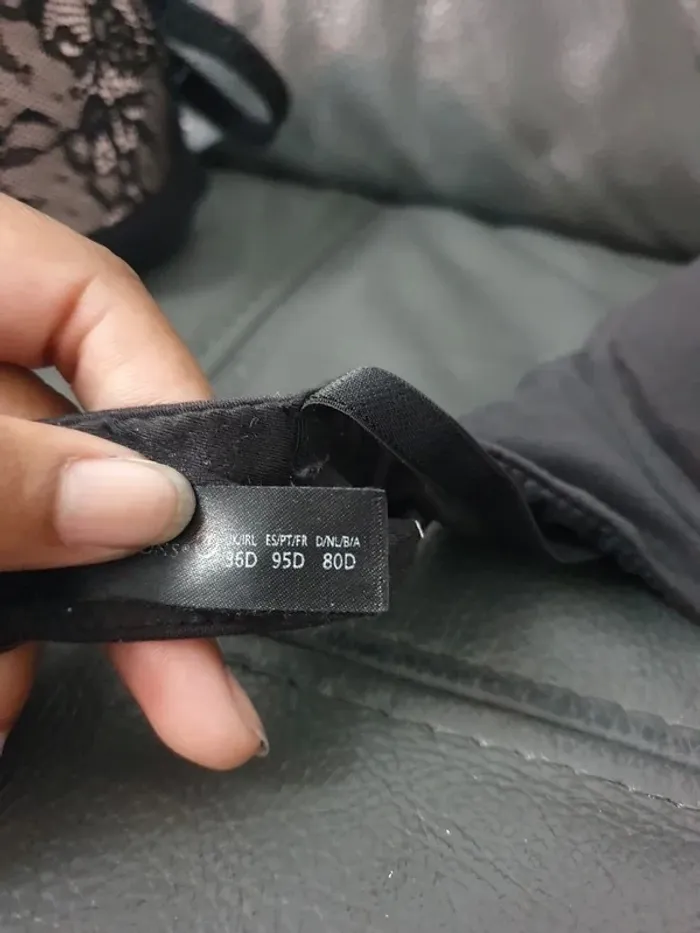 UK/IRL ES/PT/FR D/NL/B/A
36D 95D 80D